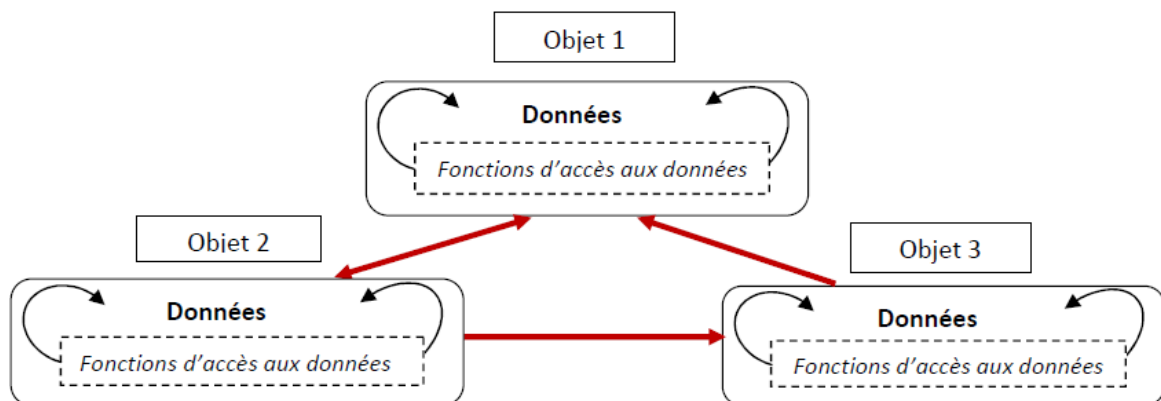 Objet 1
Données
Fonctions d'accès aux données
Objet 2
Objet 3
Données
Fonctions d'accès aux données
Données
Fonctions d'accès aux données